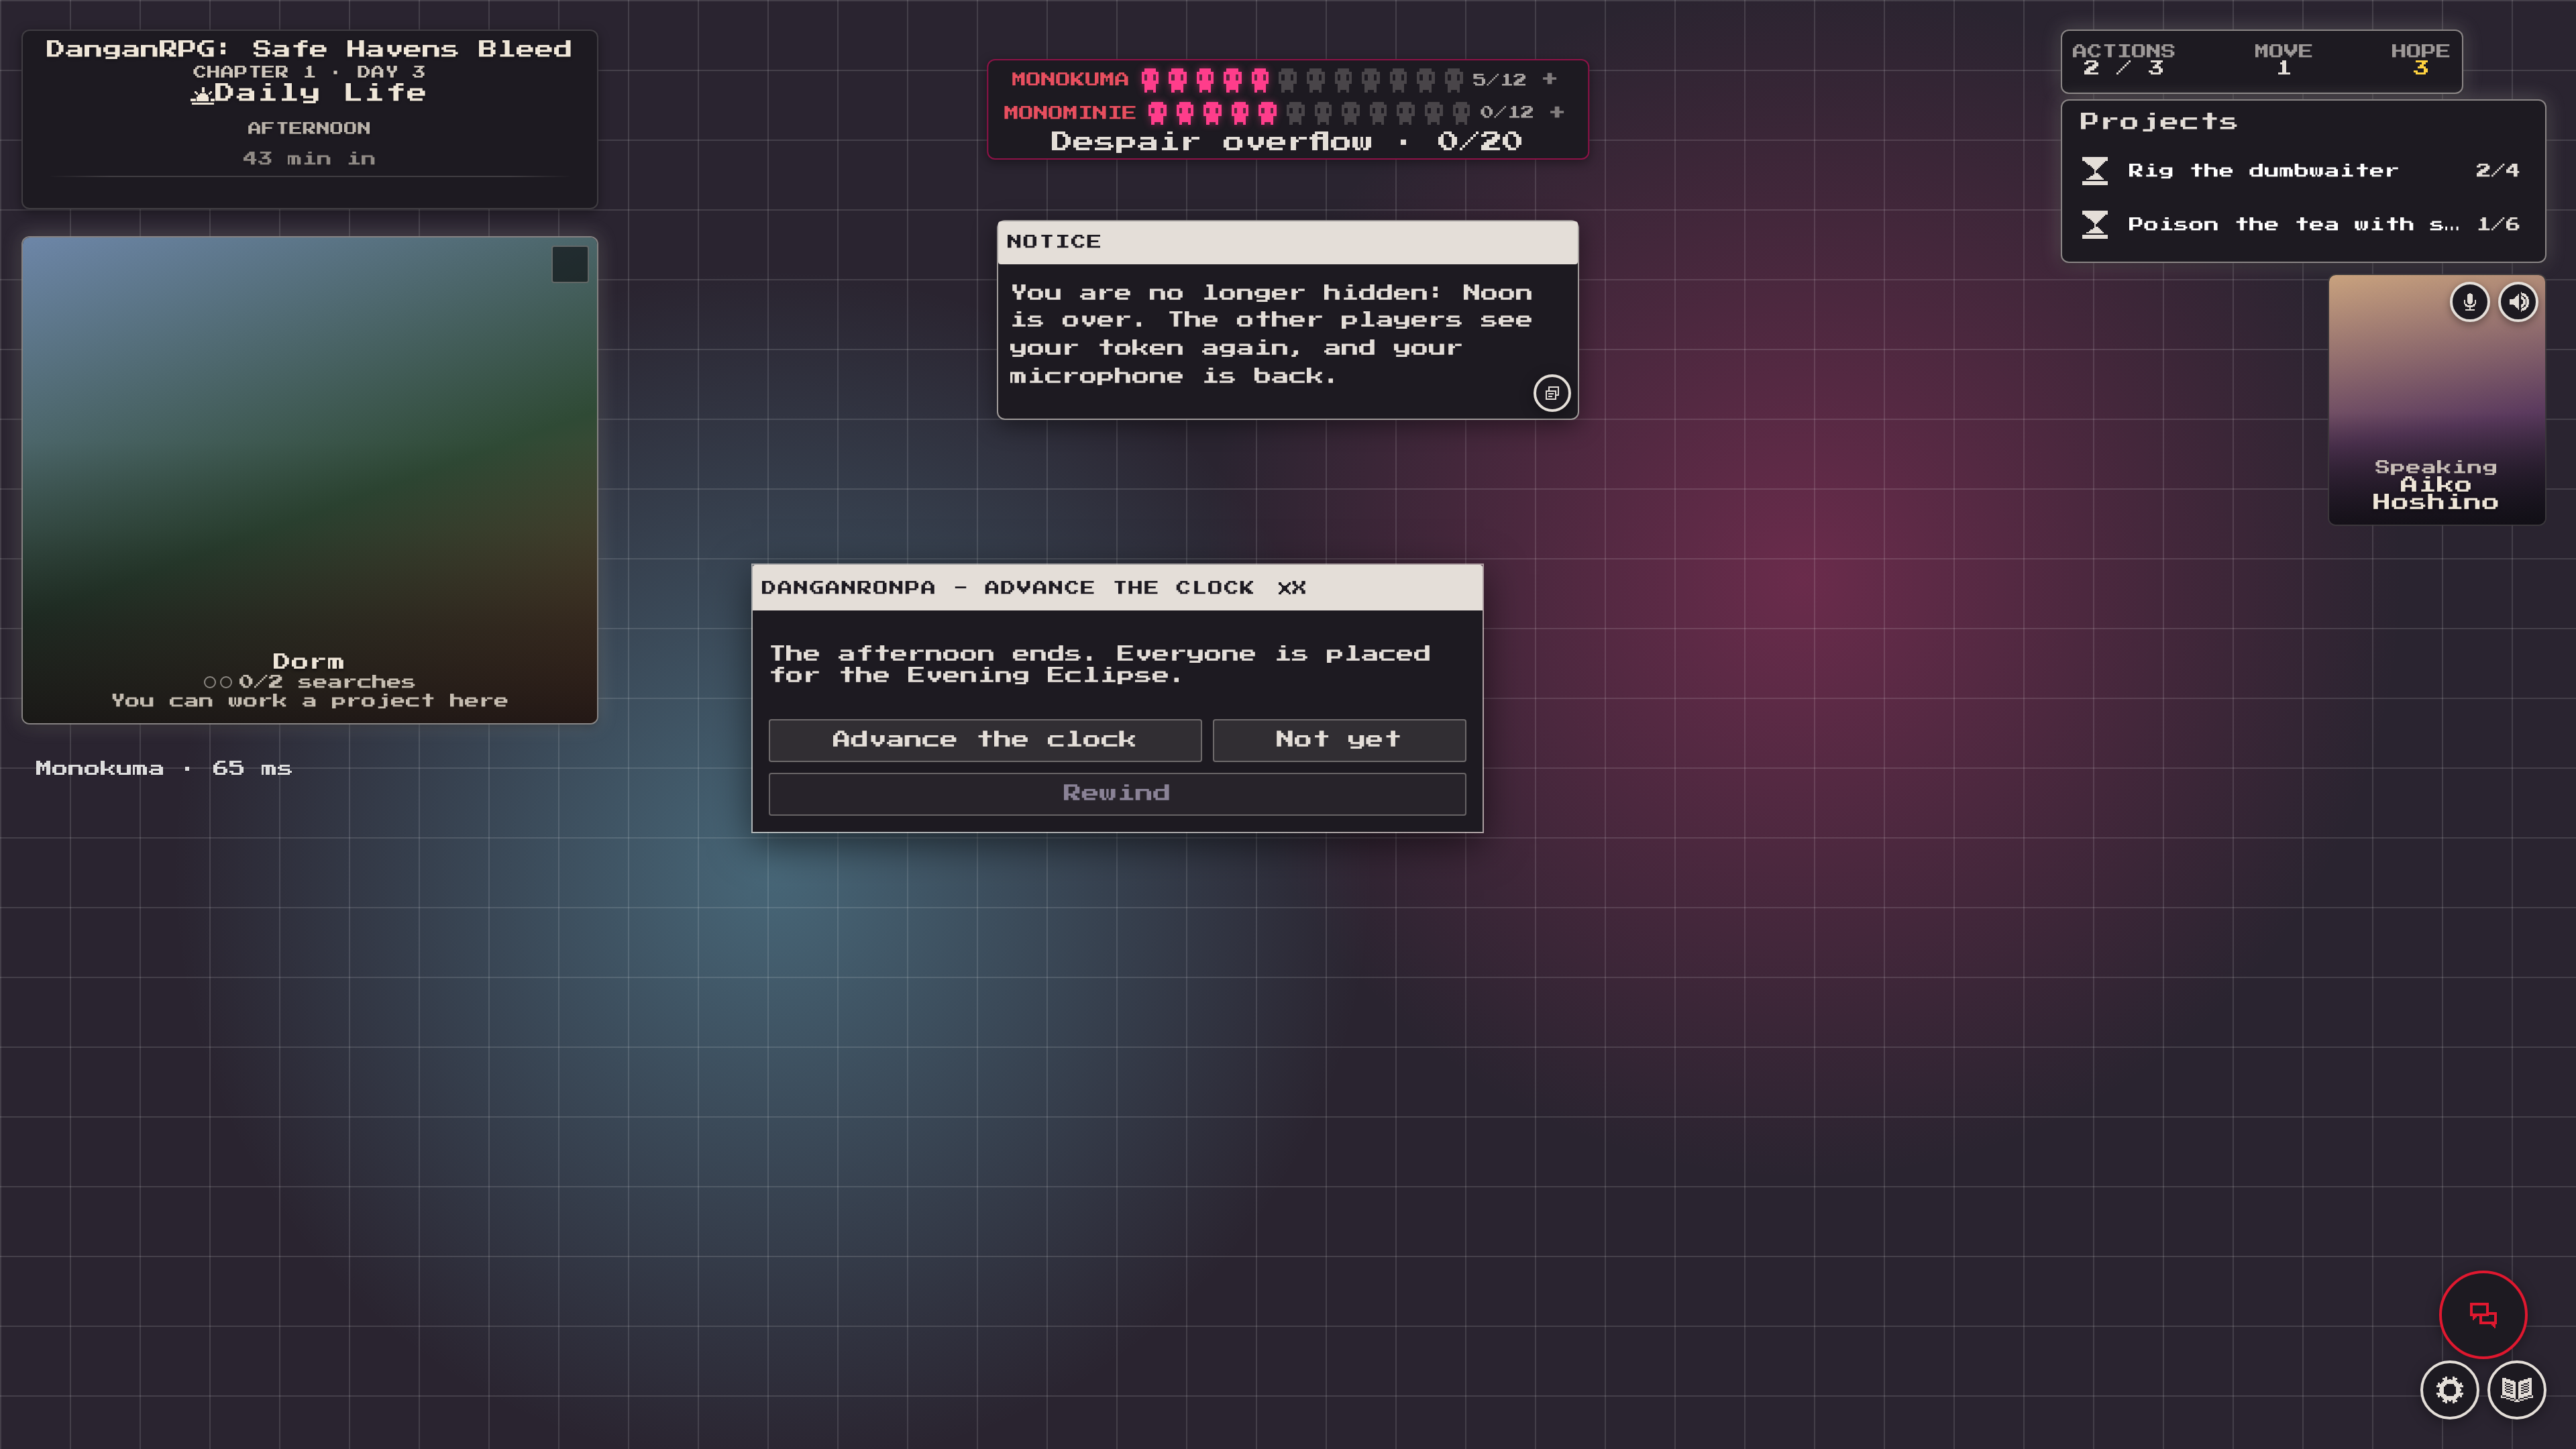 DanganRPG: Safe Havens Bleed
CHAPTER 1 · DAY 3
Daily Life
AFTERNOON
43 min in
MONOKUMA 5/12 +
MONOMINIE 0/12 +
Despair overflow · 0/20
ACTIONS MOVE HOPE
2 / 3 1 3
Projects
Rig the dumbwaiter 2/4
Poison the tea with s… 1/6
NOTICE
You are no longer hidden: Noon
is over. The other players see
your token again, and your
microphone is back.
Speaking
Aiko
Hoshino
Dorm
○○0/2 searches
You can work a project here
Monokuma · 65 ms
DANGANRONPA – ADVANCE THE CLOCK xX
The afternoon ends. Everyone is placed
for the Evening Eclipse.
Advance the clock
Not yet
Rewind